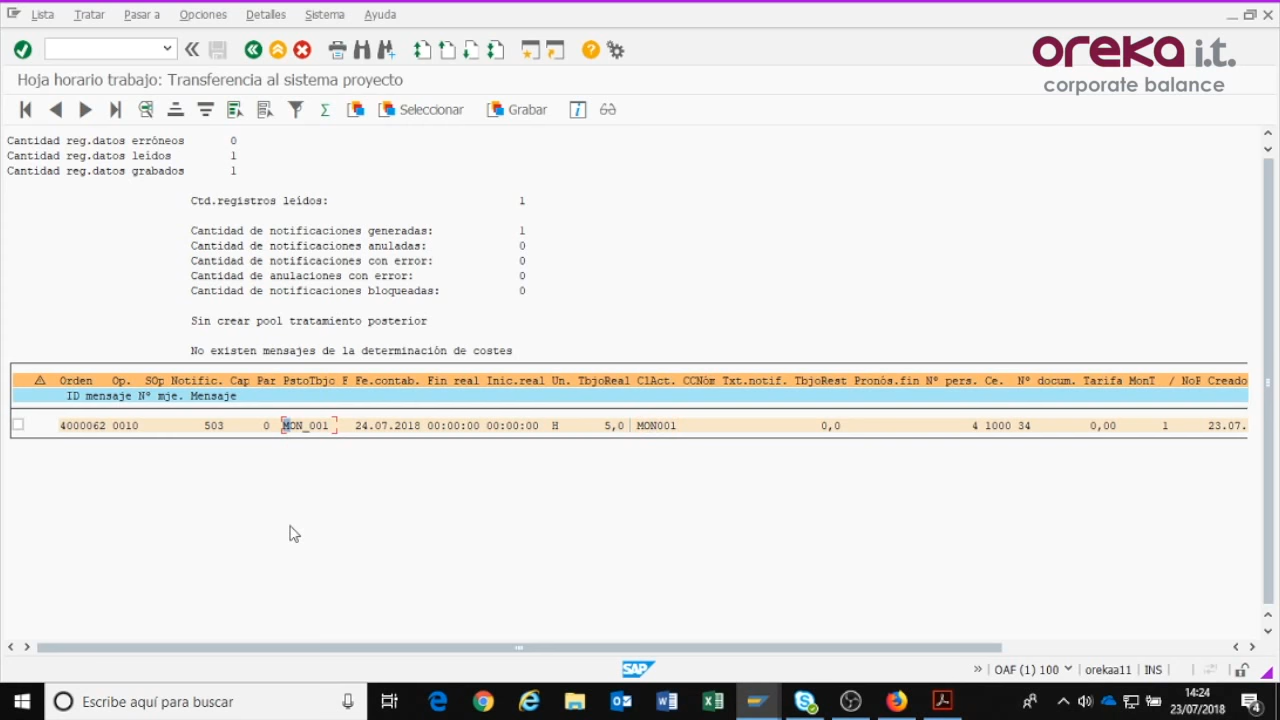 Lista Tratar Pasar a Opciones Detalles Sistema Ayuda
oreka i.t.
corporate balance
Hoja horario trabajo: Transferencia al sistema proyecto
Seleccionar Grabar
Cantidad reg.datos erróneos 0
Cantidad reg.datos leídos 1
Cantidad reg.datos grabados 1
Ctd.registros leídos: 1
Cantidad de notificaciones generadas: 1
Cantidad de notificaciones anuladas: 0
Cantidad de notificaciones con error: 0
Cantidad de anulaciones con error: 0
Cantidad de notificaciones bloqueadas: 0
Sin crear pool tratamiento posterior
No existen mensajes de la determinación de costes
Orden Op. SOp Notific. Cap Par PstoTbjo F Fe.contab. Fin real Inic.real Un. TbjoReal ClAct. CCNóm Txt.notif. TbjoRest Pronós.fin Nº pers. Ce. Nº docum. Tarifa MonT / NoP Creado
ID mensaje Nº mje. Mensaje
4000062 0010 503 0 MON_001 24.07.2018 00:00:00 00:00:00 H 5,0 MON001 0,0 4 1000 34 0,00 1 23.07.
SAP
» OAF (1) 100 orekaa11 INS
Escribe aquí para buscar
14:24
23/07/2018
4